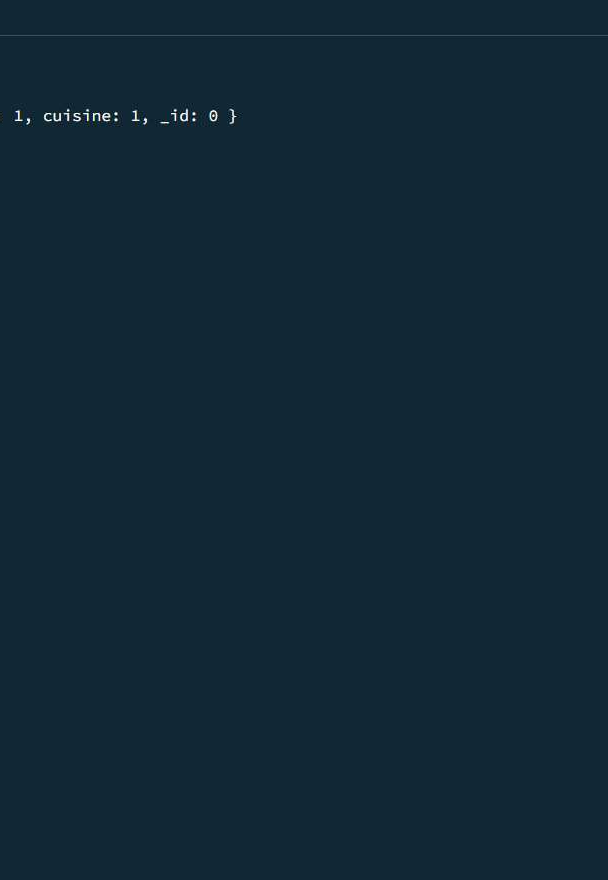 1, cuisine: 1, _id: 0 }